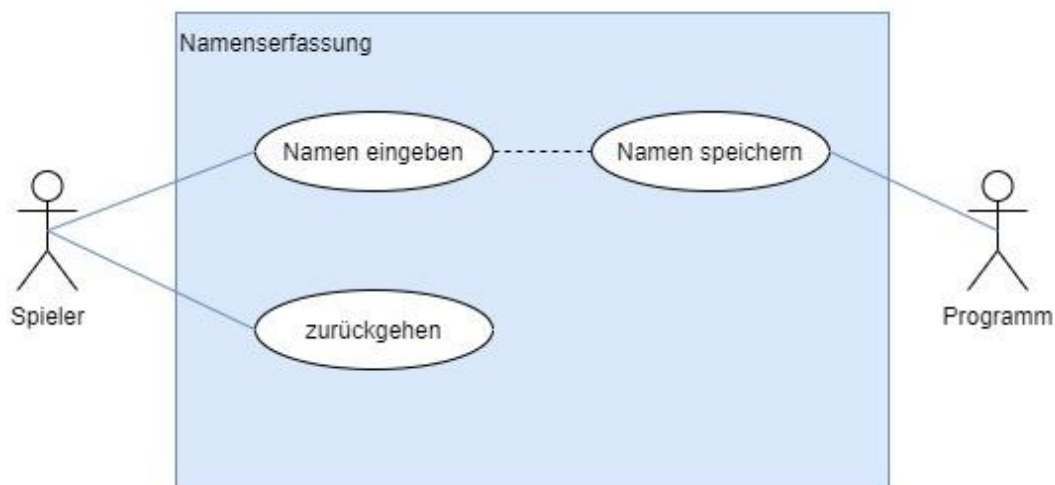 Namenserfassung
Namen eingeben
Namen speichern
Spieler
Programm
zurückgehen